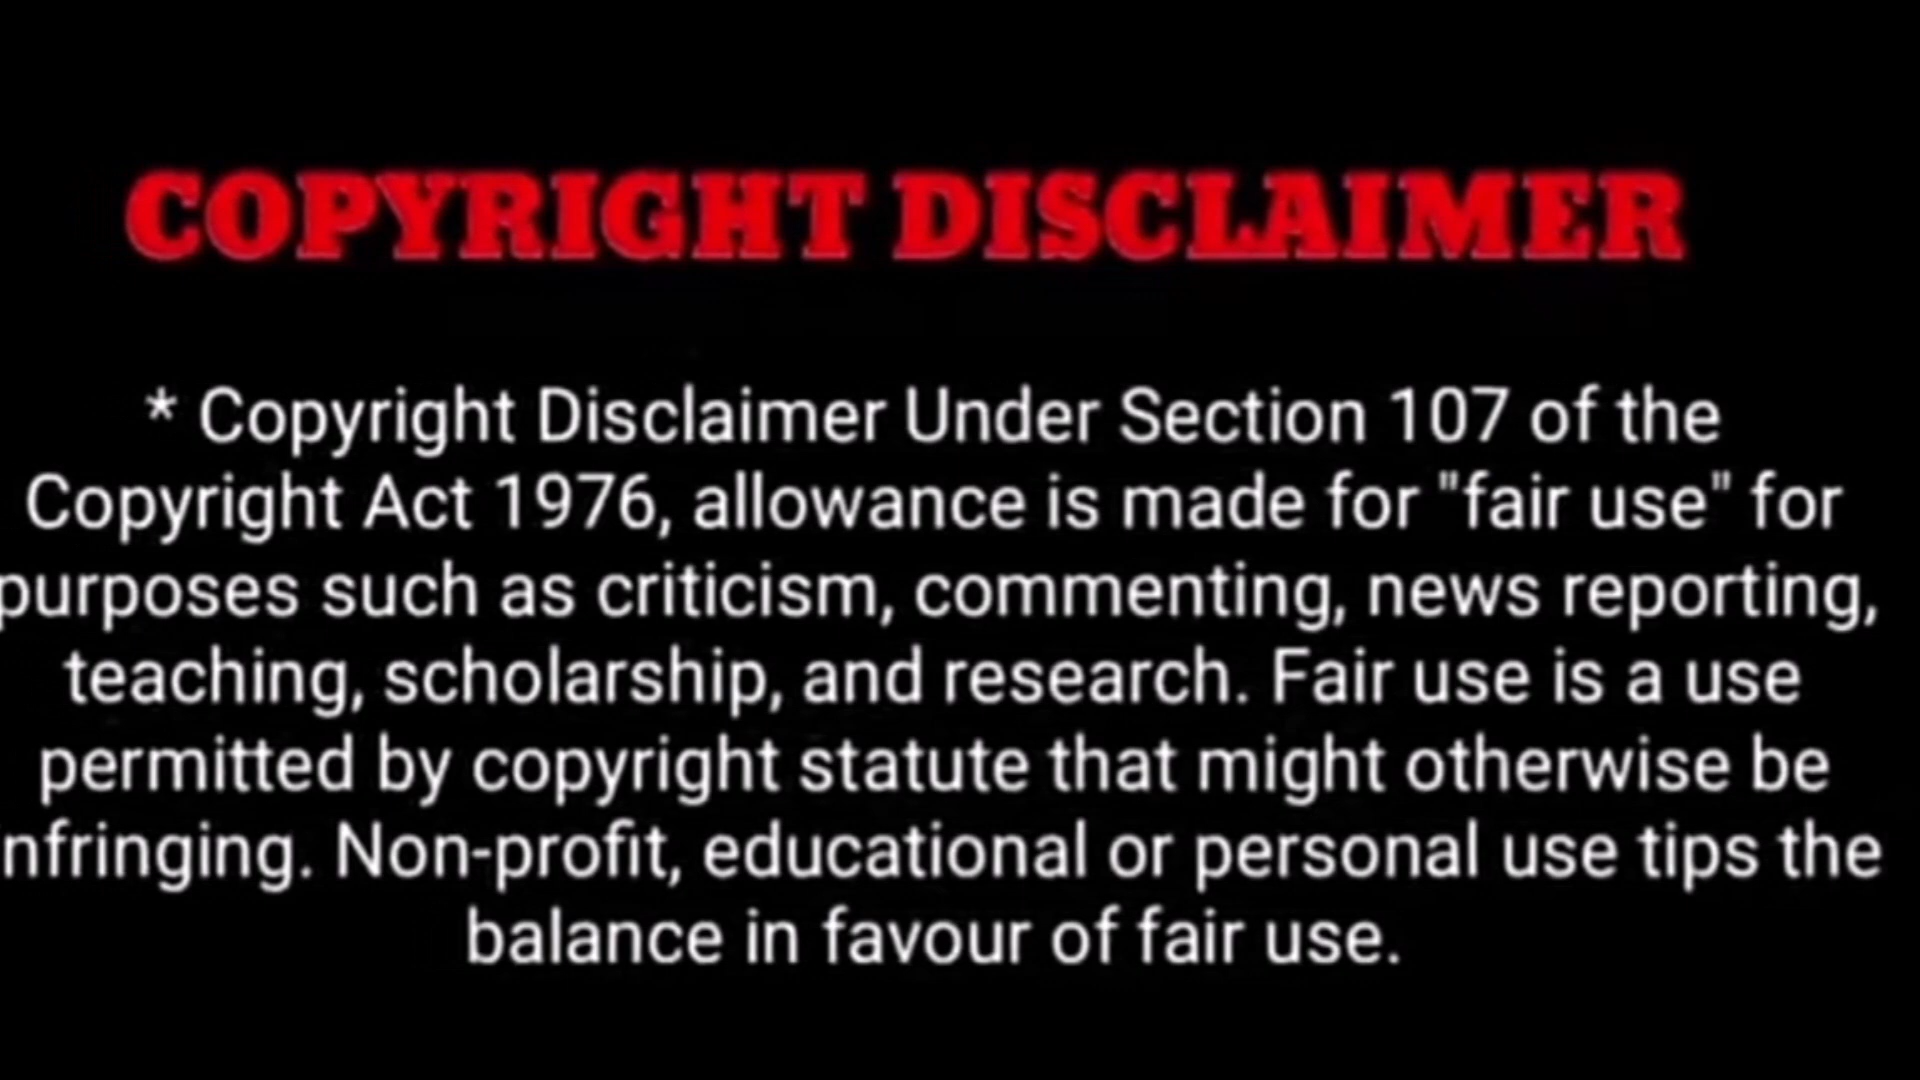 COPYRIGHT DISCLAIMER
* Copyright Disclaimer Under Section 107 of the
Copyright Act 1976, allowance is made for "fair use" for
purposes such as criticism, commenting, news reporting,
teaching, scholarship, and research. Fair use is a use
permitted by copyright statute that might otherwise be
infringing. Non-profit, educational or personal use tips the
balance in favour of fair use.